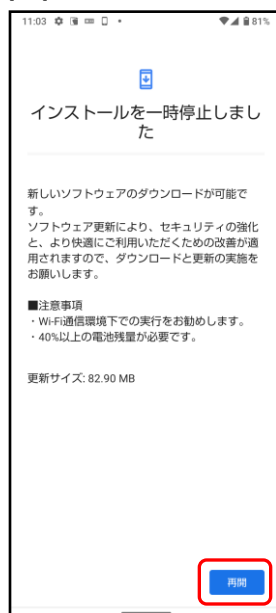 11:03 81%
インストールを一時停止しまし
た
新しいソフトウェアのダウンロードが可能で
す。
ソフトウェア更新により、セキュリティの強化
と、より快適にご利用いただくための改善が適
用されますので、ダウンロードと更新の実施を
お願いします。
■注意事項
・Wi-Fi通信環境下での実行をお勧めします。
・40%以上の電池残量が必要です。
更新サイズ: 82.90 MB
再開